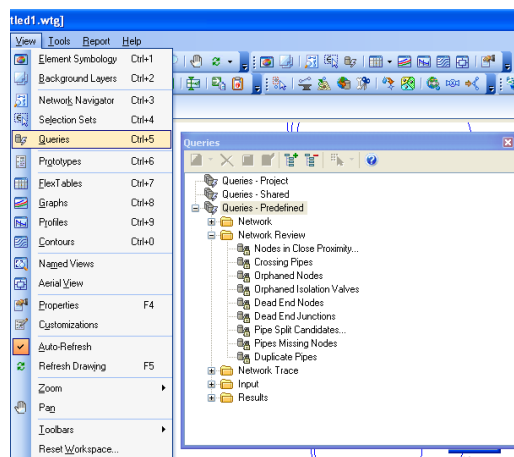 tled1.wtg]
View Tools Report Help
Element Symbology Ctrl+1
Background Layers Ctrl+2
Network Navigator Ctrl+3
Selection Sets Ctrl+4
Queries Ctrl+5
Prototypes Ctrl+6
FlexTables Ctrl+7
Graphs Ctrl+8
Profiles Ctrl+9
Contours Ctrl+0
Named Views
Aerial View
Properties F4
Customizations
Auto-Refresh
Refresh Drawing F5
Zoom
Pan
Toolbars
Reset Workspace...
Queries
Queries - Project
Queries - Shared
Queries - Predefined
Network
Network Review
Nodes in Close Proximity...
Crossing Pipes
Orphaned Nodes
Orphaned Isolation Valves
Dead End Nodes
Dead End Junctions
Pipe Split Candidates...
Pipes Missing Nodes
Duplicate Pipes
Network Trace
Input
Results